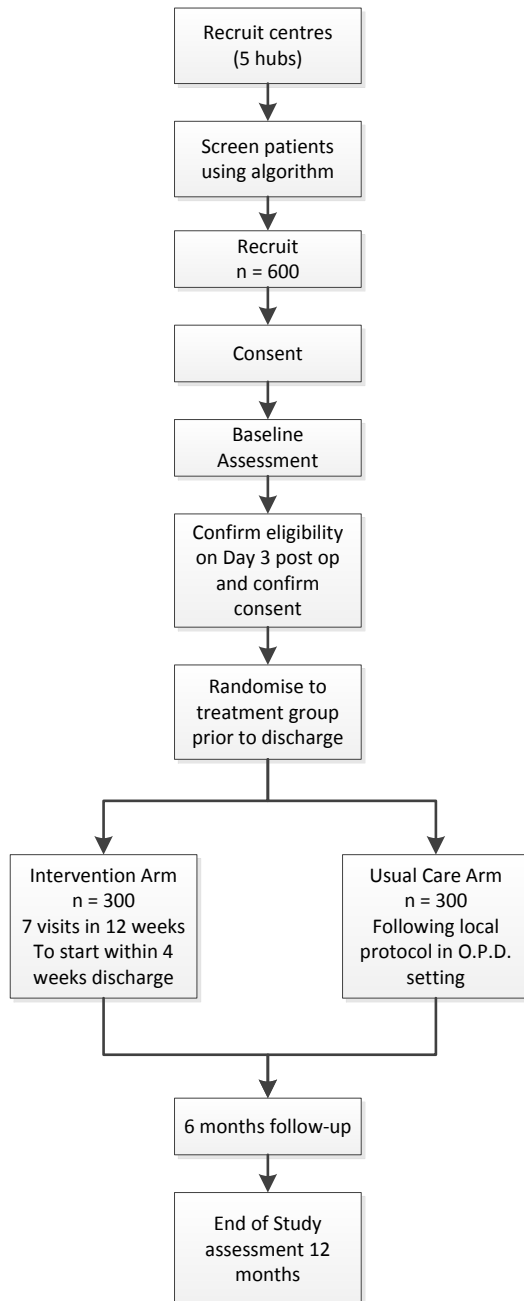 Recruit centres
(5 hubs)
Screen patients
using algorithm
Recruit
n = 600
Consent
Baseline
Assessment
Confirm eligibility
on Day 3 post op
and confirm
consent
Randomise to
treatment group
prior to discharge
Intervention Arm
n = 300
7 visits in 12 weeks
To start within 4
weeks discharge
Usual Care Arm
n = 300
Following local
protocol in O.P.D.
setting
6 months follow-up
End of Study
assessment 12
months